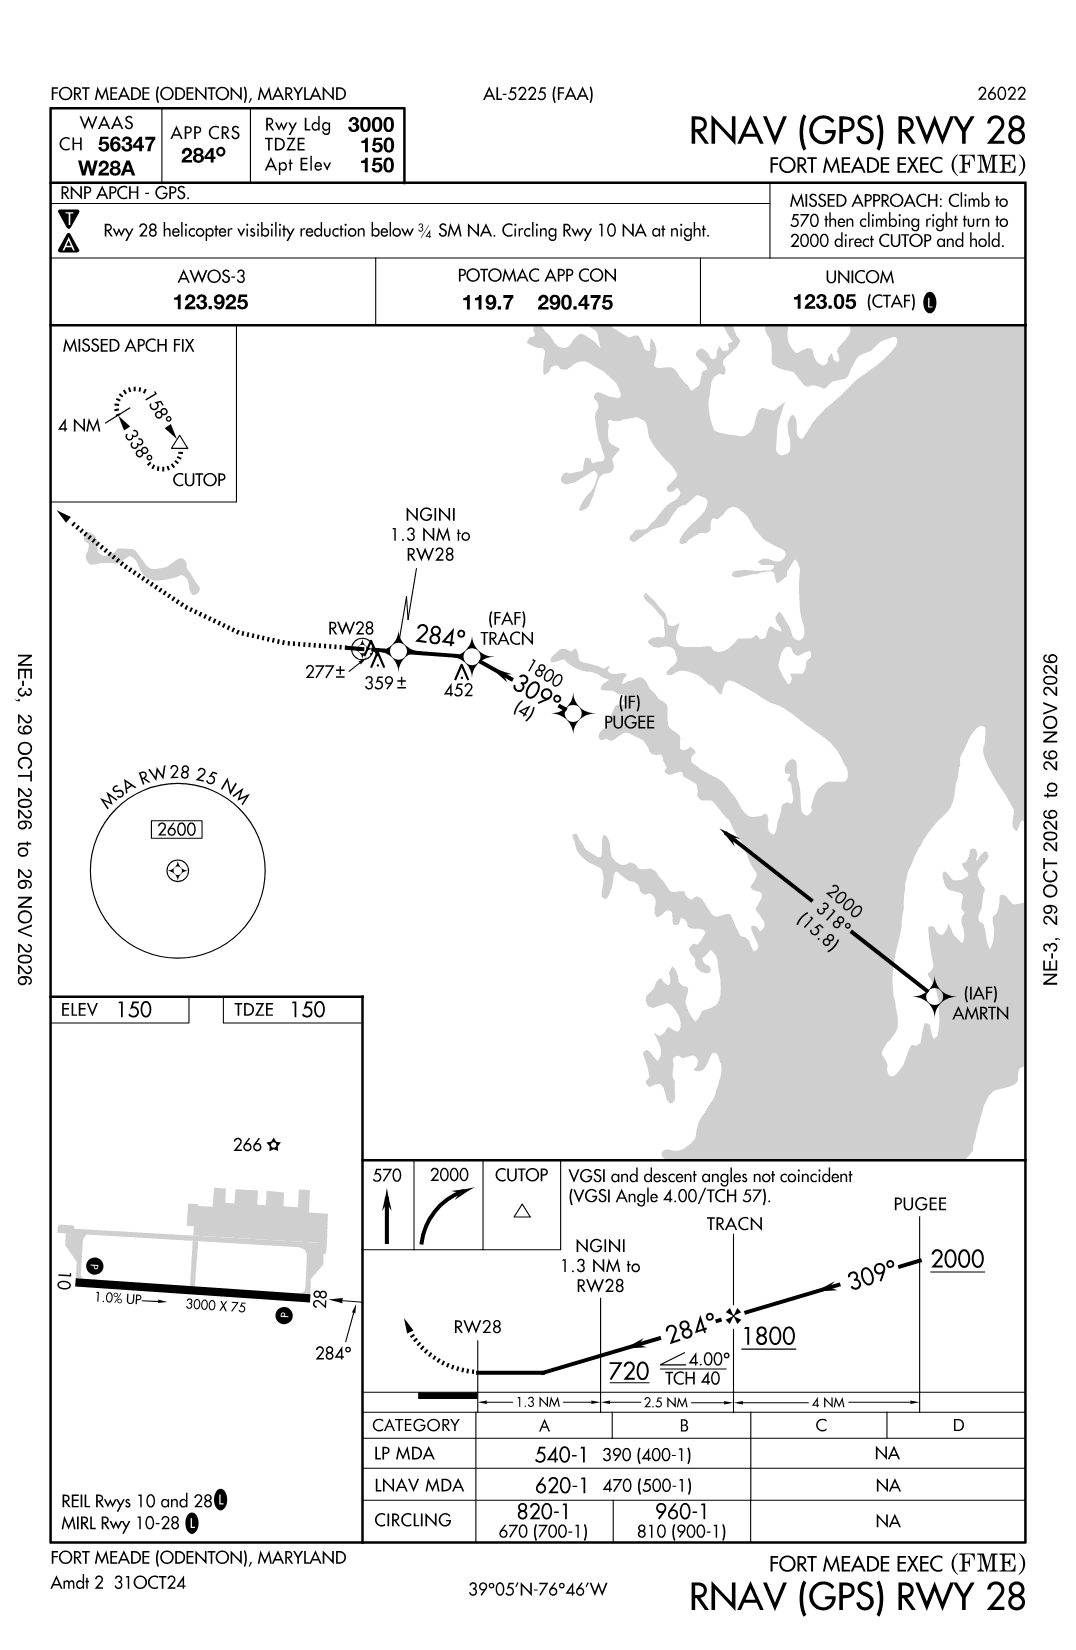 FORT MEADE (ODENTON), MARYLAND
AL-5225 (FAA)
26022
WAAS
CH 56347
W28A
APP CRS
284°
Rwy Ldg 3000
TDZE 150
Apt Elev 150
RNAV (GPS) RWY 28
FORT MEADE EXEC (FME)
RNP APCH - GPS.
T
A
Rwy 28 helicopter visibility reduction below ¾ SM NA. Circling Rwy 10 NA at night.
MISSED APPROACH: Climb to
570 then climbing right turn to
2000 direct CUTOP and hold.
AWOS-3
123.925
POTOMAC APP CON
119.7 290.475
UNICOM
123.05 (CTAF) L
MISSED APCH FIX
4 NM
158°
338°
CUTOP
NGINI
1.3 NM to
RW28
RW28
284°
(FAF)
TRACN
277±
359±
452
1800
309°
(4)
(IF)
PUGEE
MSA RW28 25 NM
2600
2000
318°
(15.8)
(IAF)
AMRTN
NE-3, 29 OCT 2026 to 26 NOV 2026
NE-3, 29 OCT 2026 to 26 NOV 2026
ELEV 150
TDZE 150
266
P
10
1.0% UP
3000 X 75
28
P
284°
REIL Rwys 10 and 28 L
MIRL Rwy 10-28 L
570
2000
CUTOP
VGSI and descent angles not coincident
(VGSI Angle 4.00/TCH 57).
PUGEE
TRACN
NGINI
1.3 NM to
RW28
RW28
309°
2000
284°
1800
720
4.00°
TCH 40
1.3 NM
2.5 NM
4 NM
CATEGORY A B C D
LP MDA 540-1 390 (400-1) NA
LNAV MDA 620-1 470 (500-1) NA
CIRCLING 820-1 670 (700-1) 960-1 810 (900-1) NA
FORT MEADE (ODENTON), MARYLAND
Amdt 2 31OCT24
39°05'N-76°46'W
FORT MEADE EXEC (FME)
RNAV (GPS) RWY 28